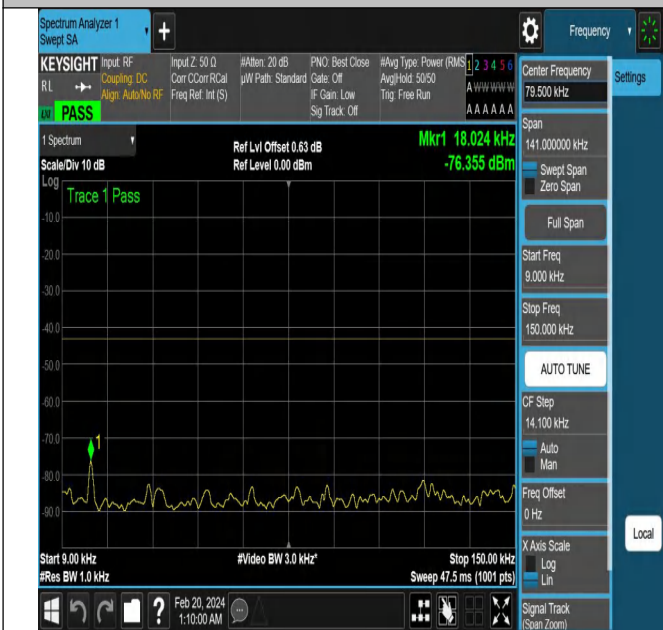 Spectrum Analyzer 1
Swept SA
+
Frequency
KEYSIGHT
RL
LXI PASS
Input: RF
Coupling: DC
Align: Auto/No RF
Input Z: 50 Ω
Corr CCorr RCal
Freq Ref: Int (S)
#Atten: 20 dB
µW Path: Standard
PNO: Best Close
Gate: Off
IF Gain: Low
Sig Track: Off
#Avg Type: Power (RMS
Avg|Hold: 50/50
Trig: Free Run
1 2 3 4 5 6
A W W W W W
A A A A A A
1 Spectrum
Scale/Div 10 dB
Log
Ref Lvl Offset 0.63 dB
Ref Level 0.00 dBm
Mkr1 18.024 kHz
-76.355 dBm
Trace 1 Pass
-10.0
-20.0
-30.0
-40.0
-50.0
-60.0
-70.0
-80.0
-90.0
1
Start 9.00 kHz
#Res BW 1.0 kHz
#Video BW 3.0 kHz*
Stop 150.00 kHz
Sweep 47.5 ms (1001 pts)
?
Feb 20, 2024
1:10:00 AM
Center Frequency
79.500 kHz
Span
141.000000 kHz
Swept Span
Zero Span
Full Span
Start Freq
9.000 kHz
Stop Freq
150.000 kHz
AUTO TUNE
CF Step
14.100 kHz
Auto
Man
Freq Offset
0 Hz
X Axis Scale
Log
Lin
Signal Track
(Span Zoom)
Settings
Local